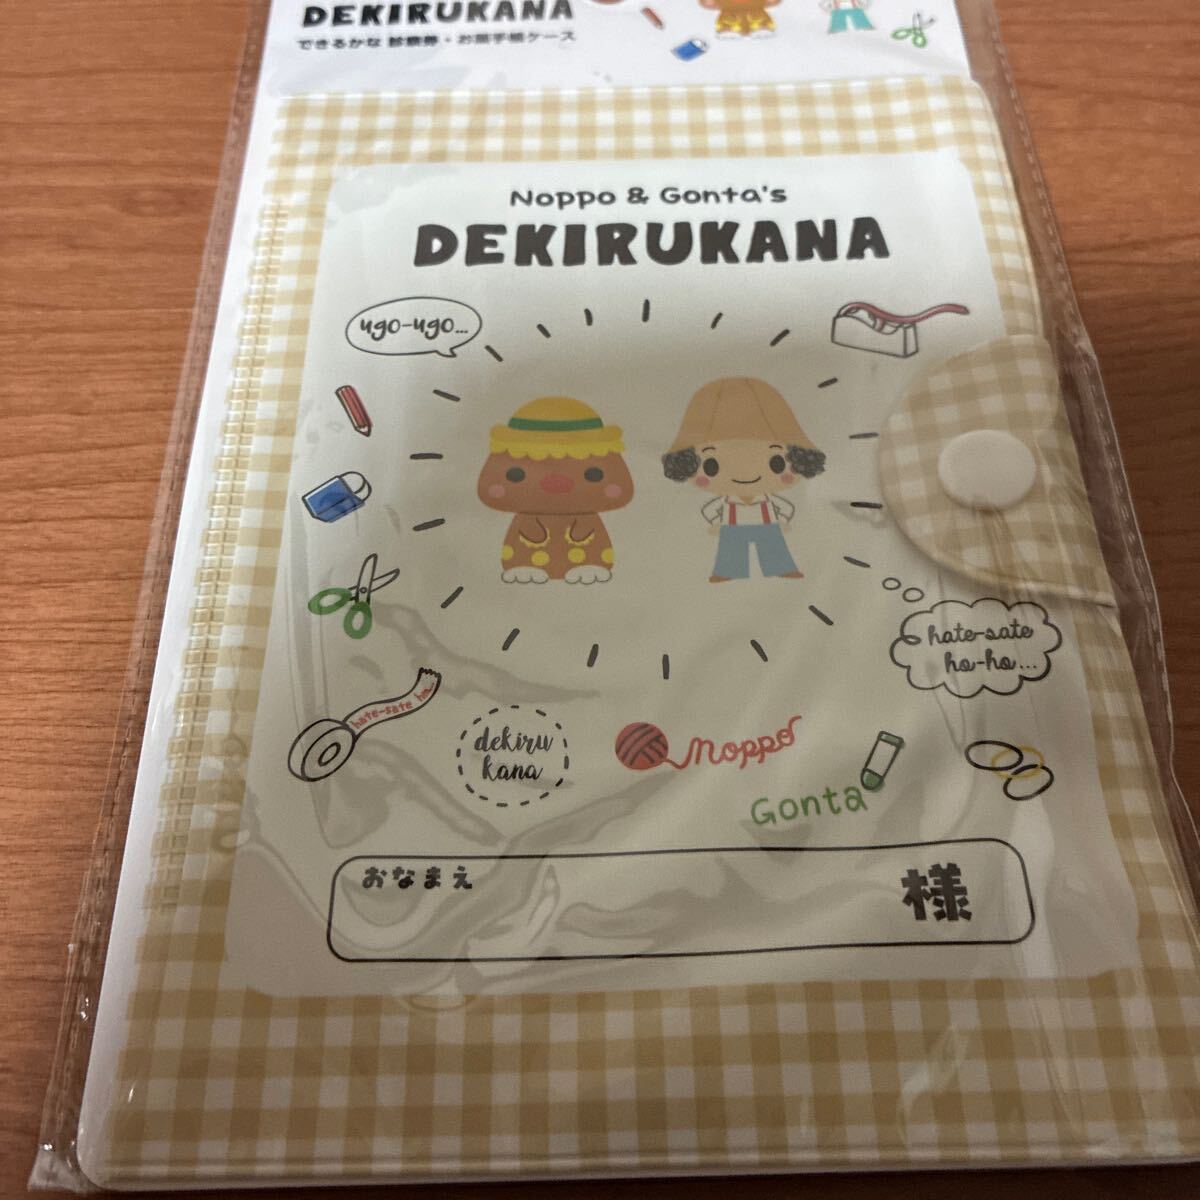 DEKIRUKANA
できるかな 診察券・お薬手帳ケース
Noppo & Gonta's
DEKIRUKANA
ugo-ugo...
hate-sate
ho-ho...
hate-sate hm...
dekiru
kana
noppo
Gonta
おなまえ
様